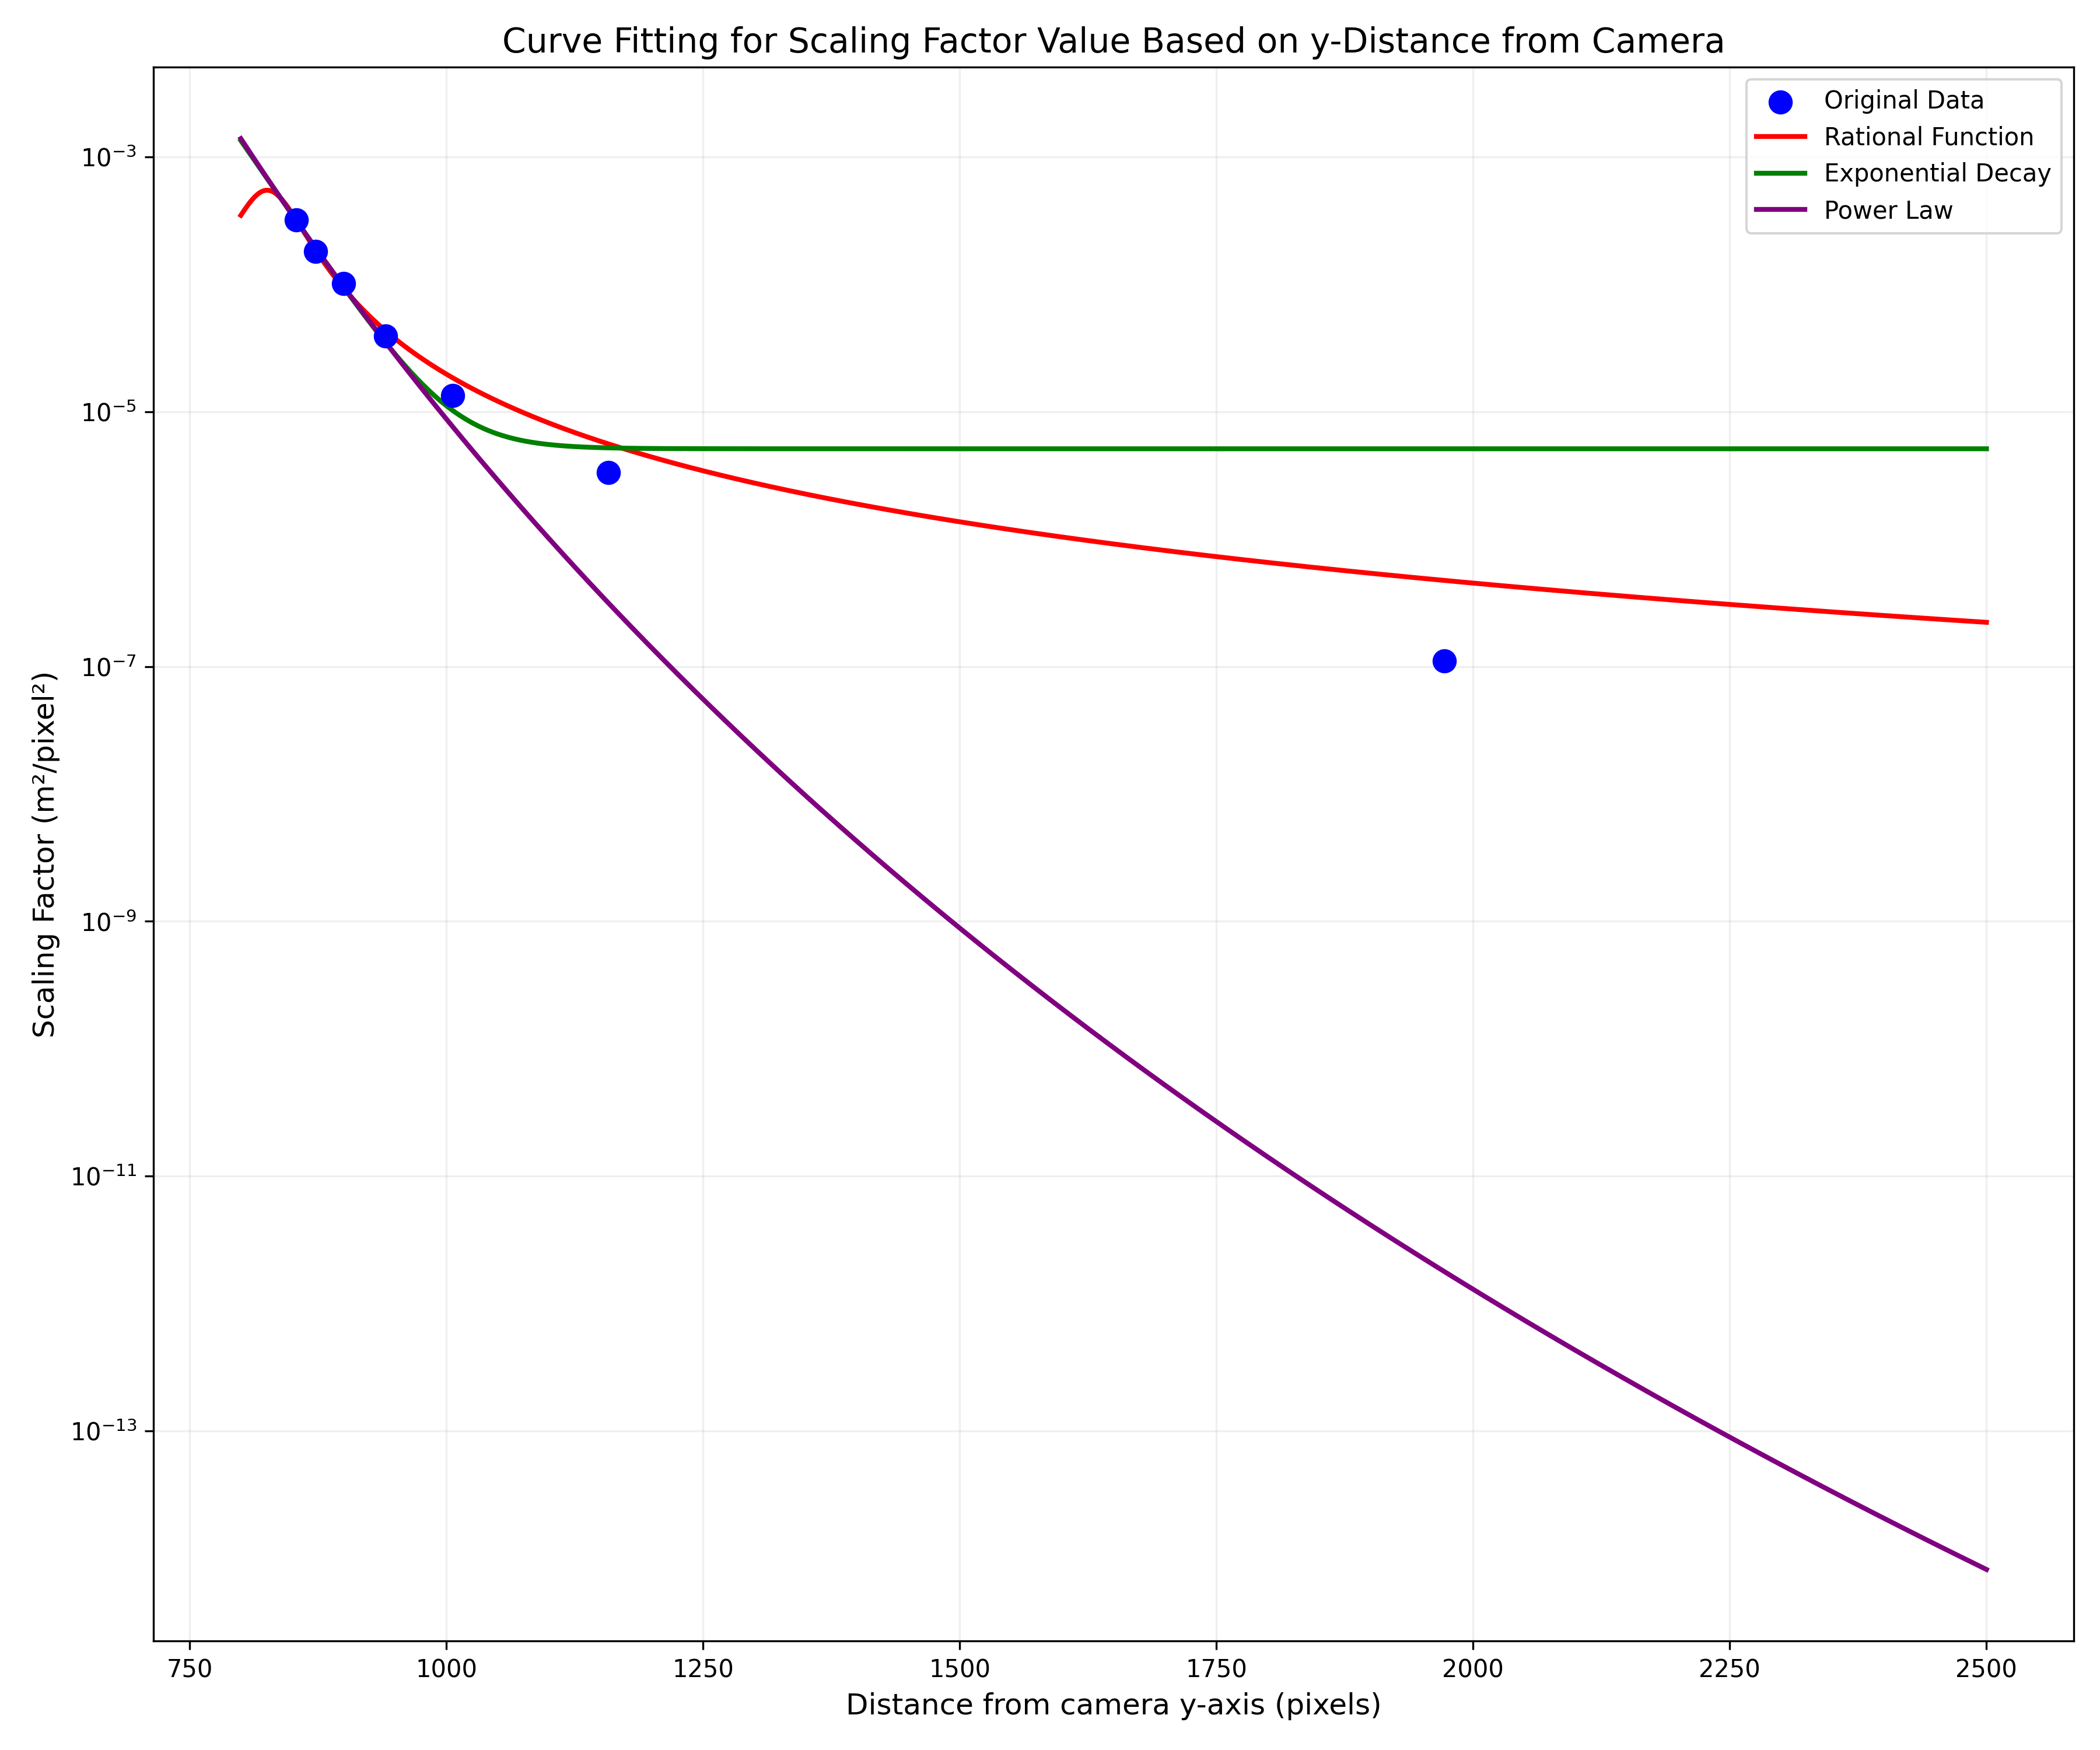 Curve Fitting for Scaling Factor Value Based on y-Distance from Camera
Original Data
Rational Function
Exponential Decay
Power Law
Scaling Factor (m²/pixel²)
10⁻³
10⁻⁵
10⁻⁷
10⁻⁹
10⁻¹¹
10⁻¹³
750 1000 1250 1500 1750 2000 2250 2500
Distance from camera y-axis (pixels)